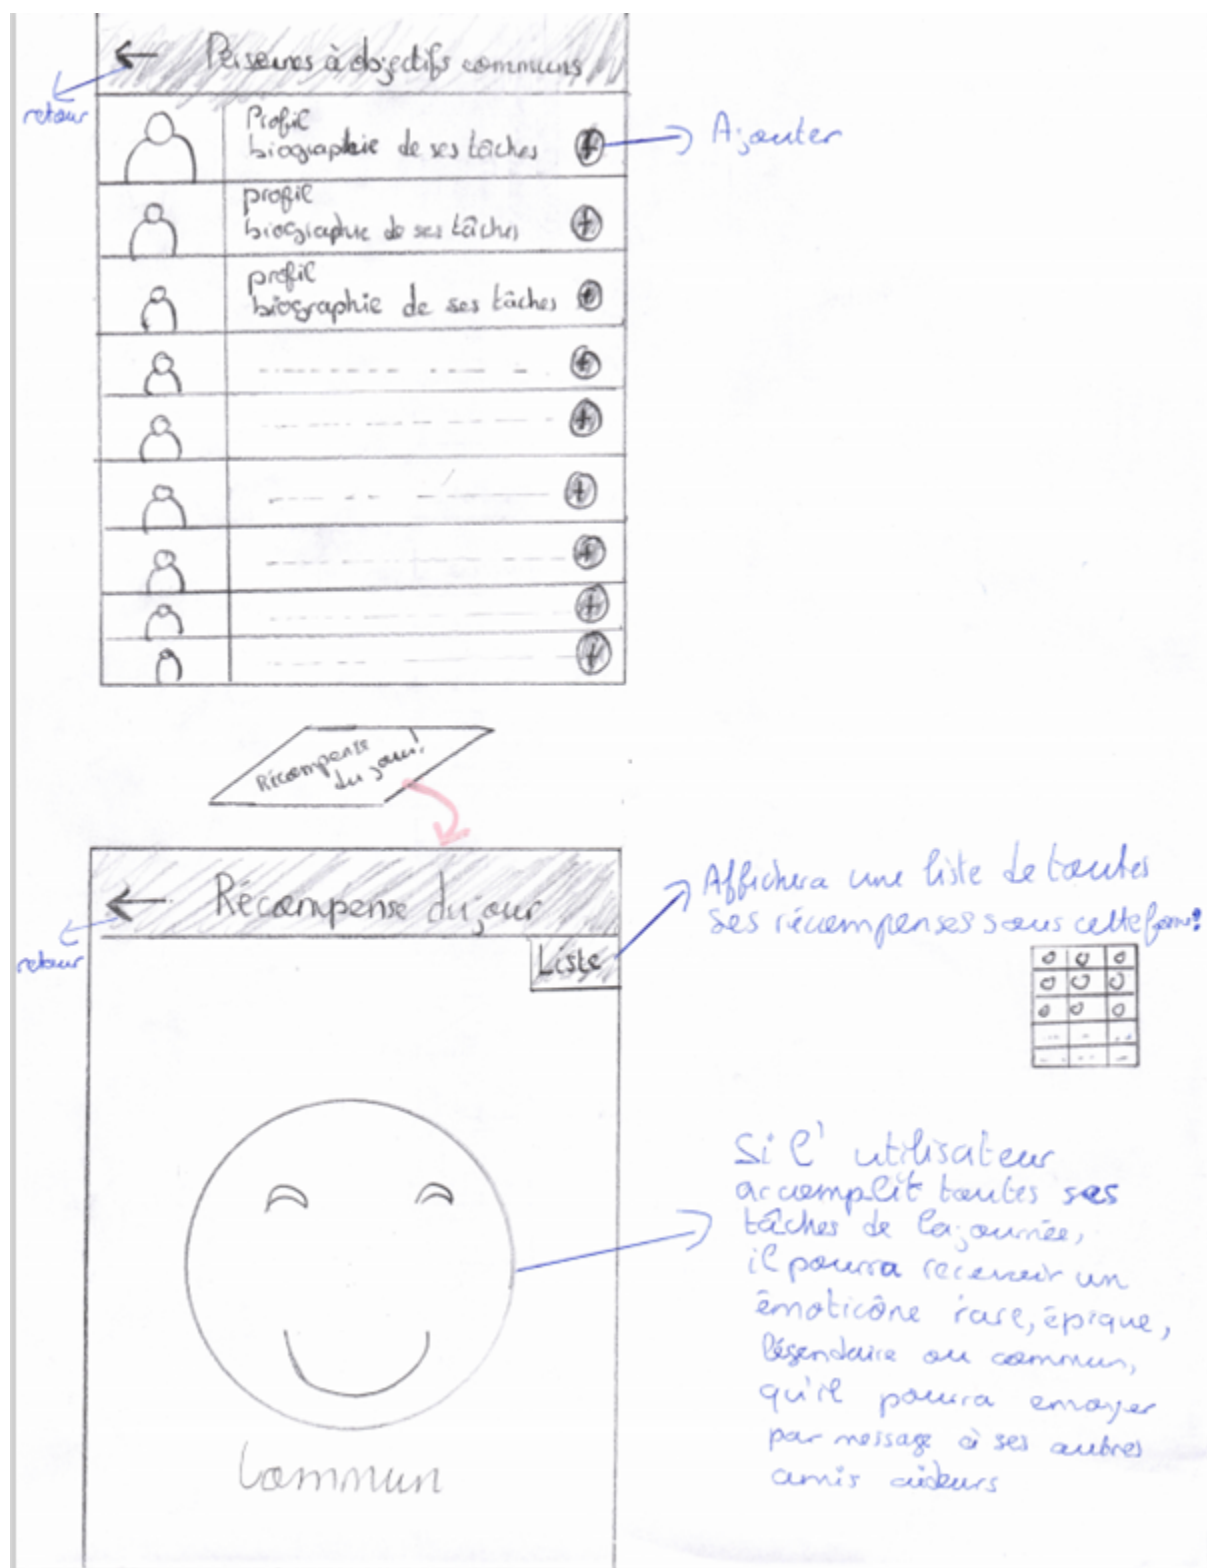 Personnes à objectifs communs
retour
Profil
biographie de ses tâches
Ajouter
profil
biographie de ses tâches
profil
biographie de ses tâches
Récompense
du jour!
Récompense du jour
retour
Liste
Affichera une liste de toutes
ses récompenses sous cette forme:
Si l'utilisateur
accomplit toutes ses
tâches de la journée,
il pourra recevoir un
émoticône rare, épique,
légendaire ou commun,
qu'il pourra envoyer
par message à ses autres
amis aideurs
Commun